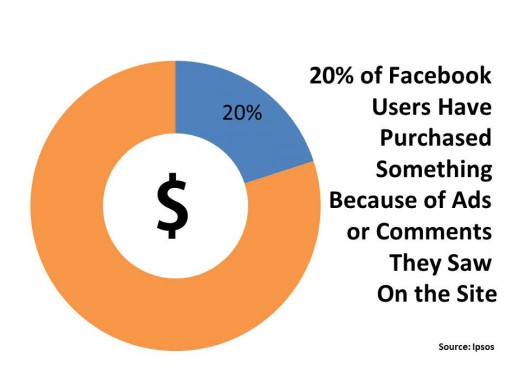 20% of Facebook
Users Have
Purchased
Something
Because of Ads
or Comments
They Saw
On the Site
20%
$
Source: Ipsos